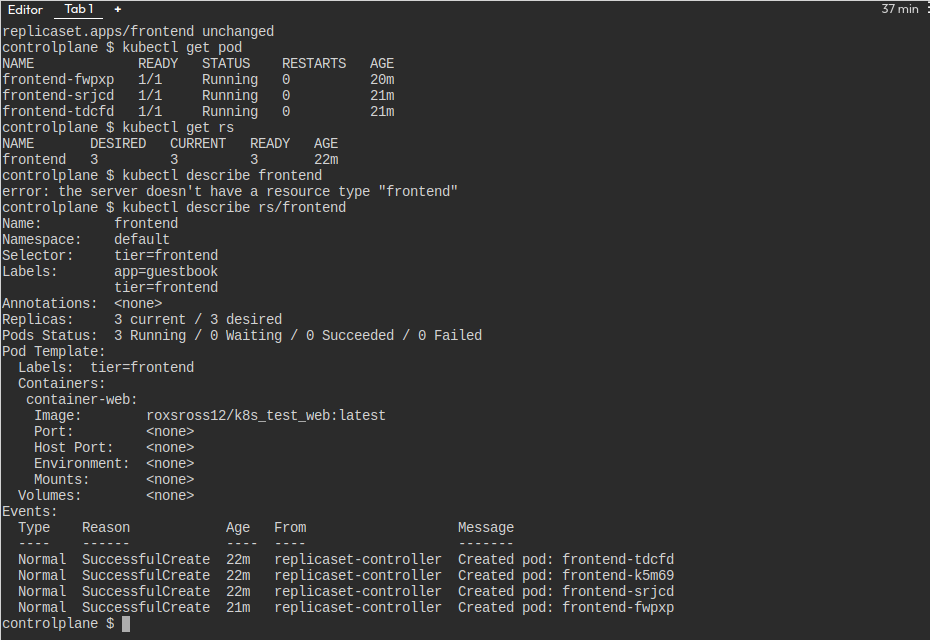 Editor Tab 1 + 37 min
replicaset.apps/frontend unchanged
controlplane $ kubectl get pod
NAME             READY   STATUS    RESTARTS   AGE
frontend-fwpxp   1/1     Running   0          20m
frontend-srjcd   1/1     Running   0          21m
frontend-tdcfd   1/1     Running   0          21m
controlplane $ kubectl get rs
NAME       DESIRED   CURRENT   READY   AGE
frontend   3         3         3       22m
controlplane $ kubectl describe frontend
error: the server doesn't have a resource type "frontend"
controlplane $ kubectl describe rs/frontend
Name:         frontend
Namespace:    default
Selector:     tier=frontend
Labels:       app=guestbook
              tier=frontend
Annotations:  <none>
Replicas:     3 current / 3 desired
Pods Status:  3 Running / 0 Waiting / 0 Succeeded / 0 Failed
Pod Template:
  Labels:  tier=frontend
  Containers:
   container-web:
    Image:        roxsross12/k8s_test_web:latest
    Port:         <none>
    Host Port:    <none>
    Environment:  <none>
    Mounts:       <none>
  Volumes:        <none>
Events:
  Type    Reason            Age   From                   Message
  ----    ------            ----  ----                   -------
  Normal  SuccessfulCreate  22m   replicaset-controller  Created pod: frontend-tdcfd
  Normal  SuccessfulCreate  22m   replicaset-controller  Created pod: frontend-k5m69
  Normal  SuccessfulCreate  22m   replicaset-controller  Created pod: frontend-srjcd
  Normal  SuccessfulCreate  21m   replicaset-controller  Created pod: frontend-fwpxp
controlplane $